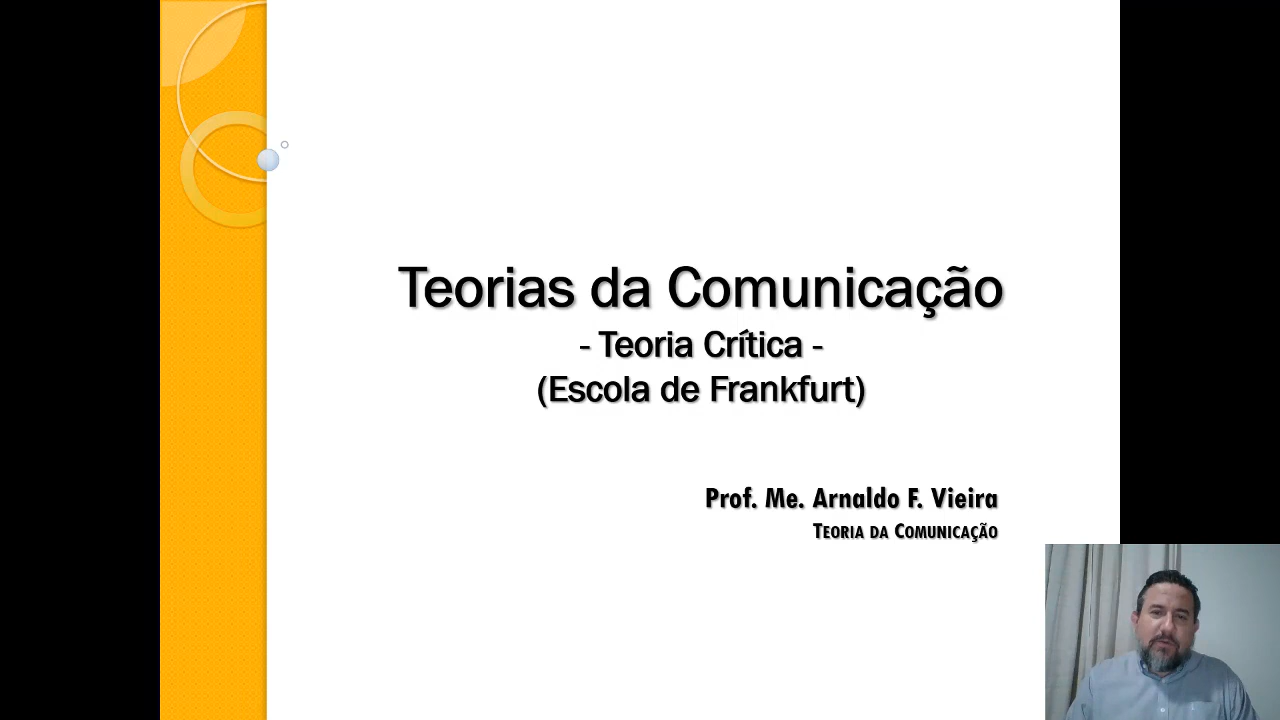 Teorias da Comunicação
- Teoria Crítica -
(Escola de Frankfurt)
Prof. Me. Arnaldo F. Vieira
Teoria da Comunicação